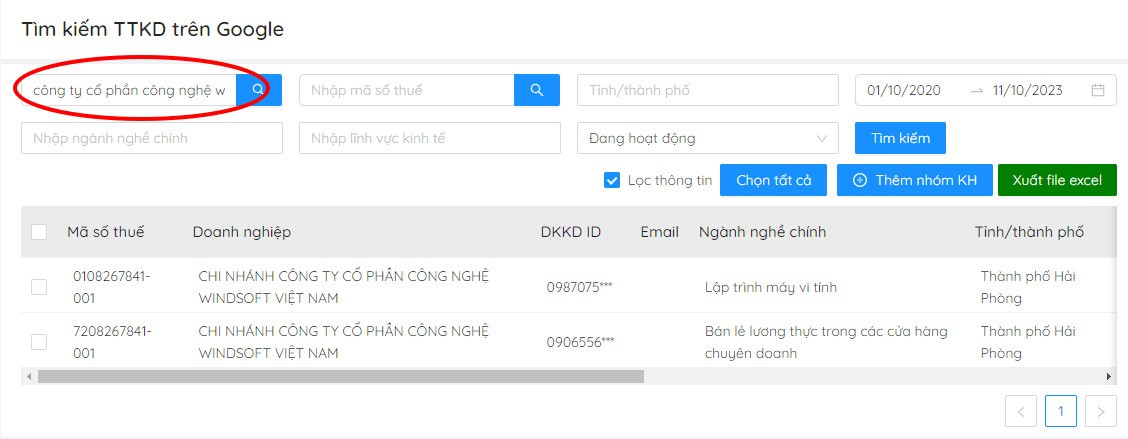 Tìm kiếm TTKD trên Google
công ty cổ phần công nghệ w
Nhập mã số thuế
Tỉnh/thành phố
01/10/2020
11/10/2023
Nhập ngành nghề chính
Nhập lĩnh vực kinh tế
Đang hoạt động
Tìm kiếm
Lọc thông tin
Chọn tất cả
Thêm nhóm KH
Xuất file excel
Mã số thuế Doanh nghiệp DKKD ID Email Ngành nghề chính Tỉnh/thành phố
0108267841-
001
CHI NHÁNH CÔNG TY CỔ PHẦN CÔNG NGHỆ
WINDSOFT VIỆT NAM
0987075***
Lập trình máy vi tính
Thành phố Hải
Phòng
7208267841-
001
CHI NHÁNH CÔNG TY CỔ PHẦN CÔNG NGHỆ
WINDSOFT VIỆT NAM
0906556***
Bán lẻ lương thực trong các cửa hàng
chuyên doanh
Thành phố Hải
Phòng
1